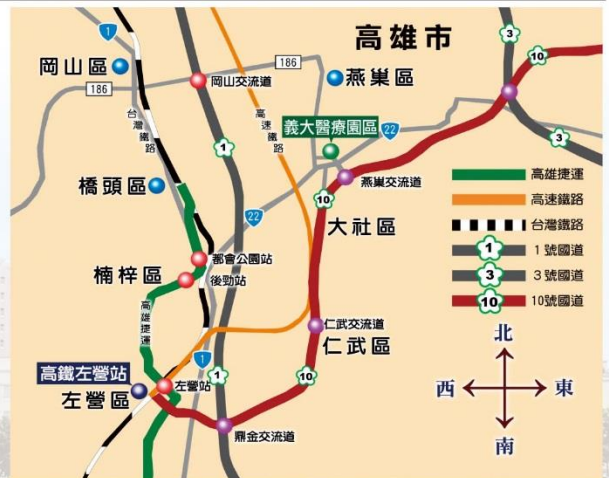 高雄市
1
3
10
岡山區
186
186
岡山交流道
燕巢區
台灣鐵路
高速鐵路
義大醫療園區
22
1
3
燕巢交流道
高雄捷運
高速鐵路
台灣鐵路
1 1號國道
3 3號國道
10 10號國道
橋頭區
10
22
大社區
都會公園站
楠梓區
後勁站
高雄捷運
仁武交流道
仁武區
1
高鐵左營站
左營站
左營區
1
10
鼎金交流道
北
西
東
南